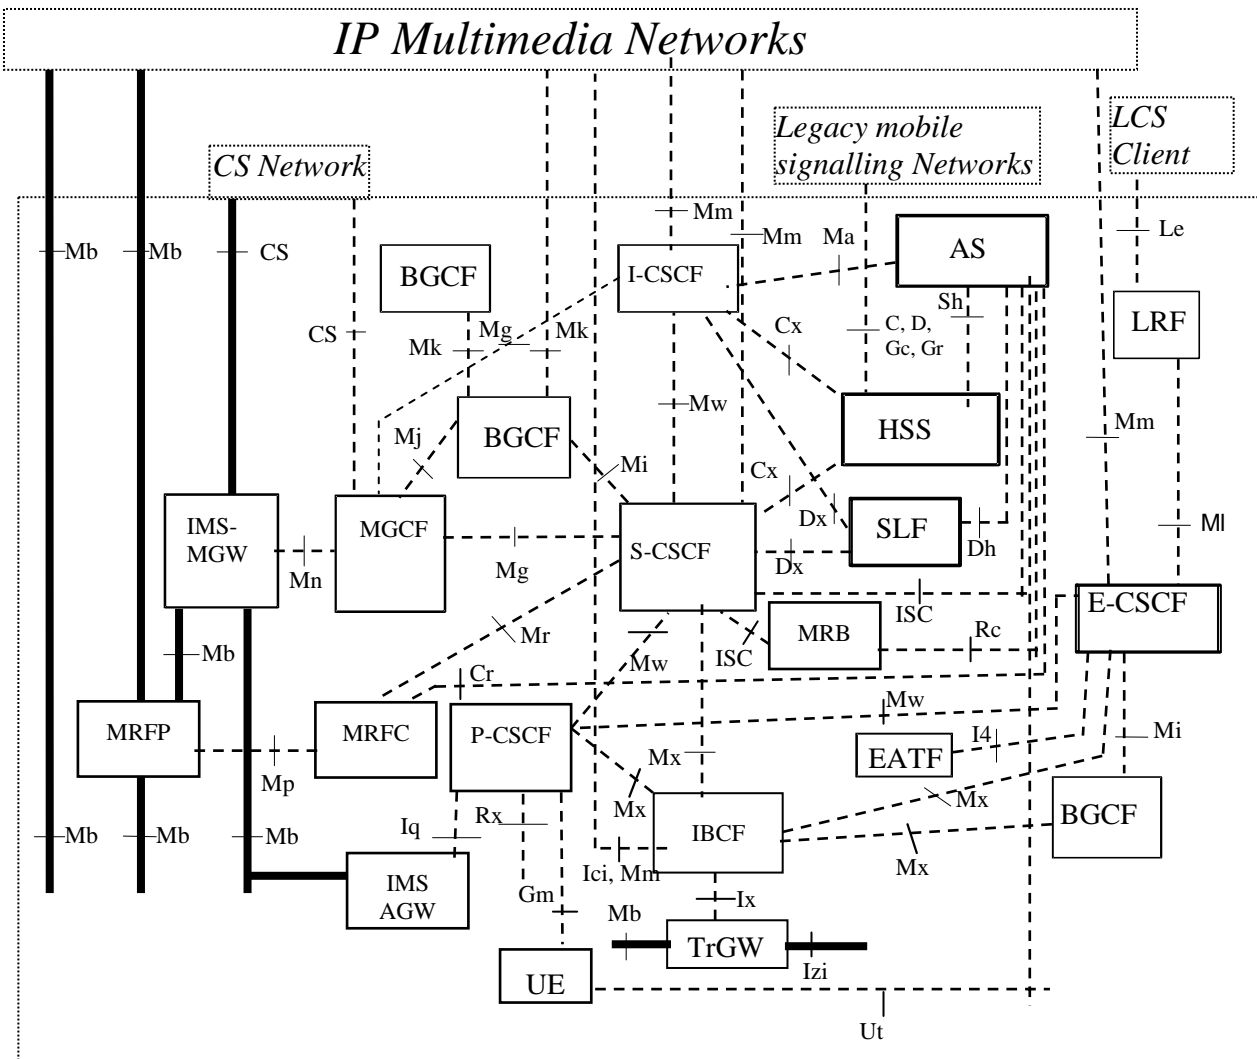 IP Multimedia Networks
Legacy mobile
signalling Networks
LCS
Client
CS Network
Mb
Mb
CS
Mm
Mm
Ma
AS
Le
BGCF
I-CSCF
Sh
LRF
CS
Mk
Mg
Mk
Cx
C, D,
Gc, Gr
Mw
HSS
Mm
Mj
BGCF
Mi
Cx
IMS-
MGW
MGCF
S-CSCF
Dx
SLF
Dh
Ml
Mn
Mg
Dx
ISC
E-CSCF
Mr
MRB
Rc
Mb
Mw
ISC
Cr
Mw
MRFP
MRFC
P-CSCF
I4
Mi
EATF
Mp
Mx
Mx
Mx
BGCF
Mb
Mb
Mb
Iq
Rx
IBCF
Mx
Ici, Mm
IMS
AGW
Gm
Ix
Mb
TrGW
Izi
UE
Ut